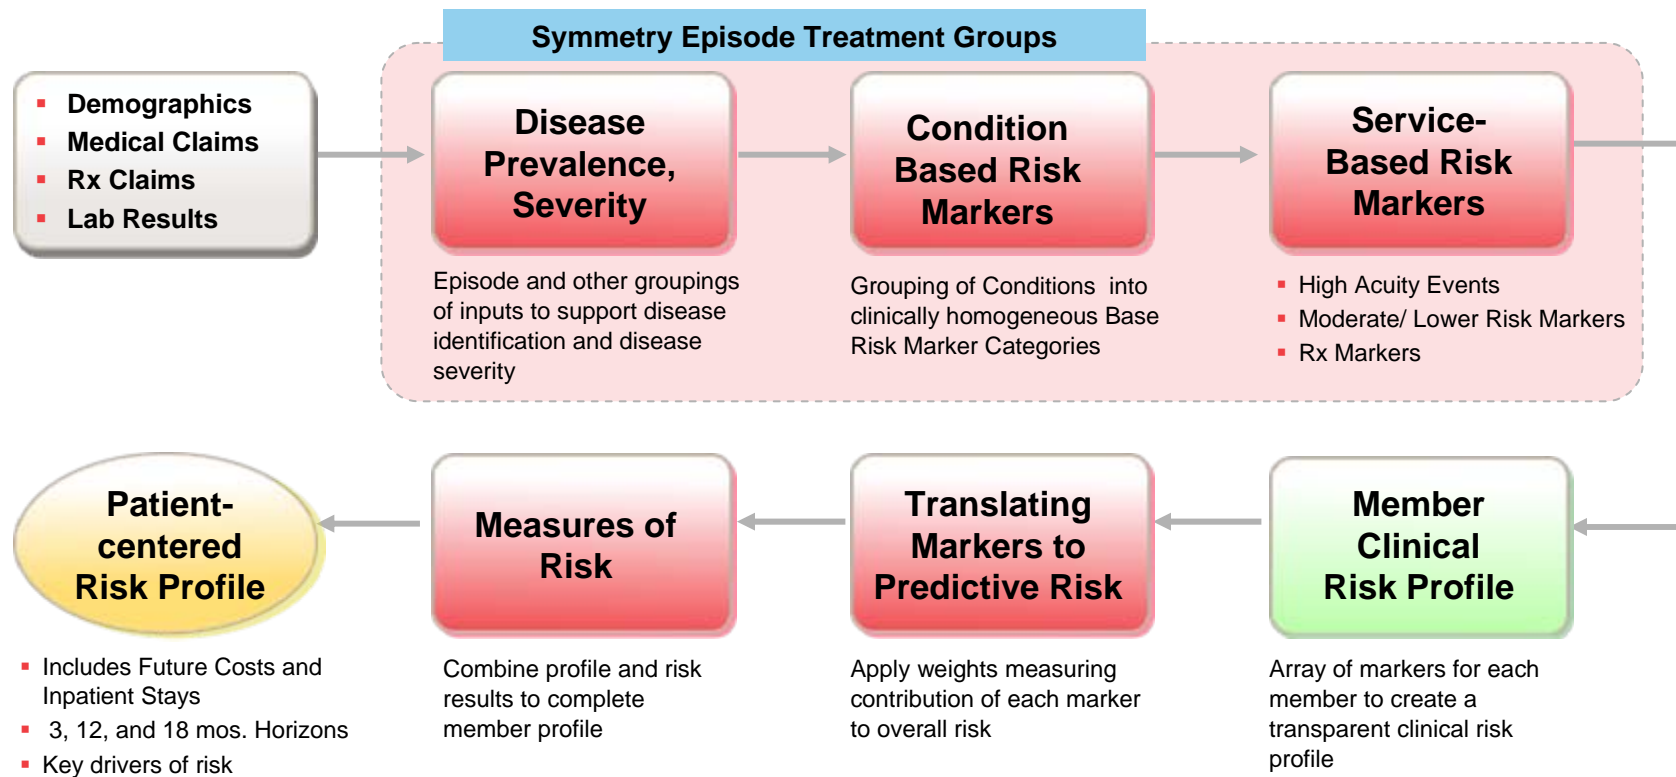 Symmetry Episode Treatment Groups
▪ Demographics
▪ Medical Claims
▪ Rx Claims
▪ Lab Results
Disease
Prevalence,
Severity
Episode and other groupings
of inputs to support disease
identification and disease
severity
Condition
Based Risk
Markers
Grouping of Conditions into
clinically homogeneous Base
Risk Marker Categories
Service-
Based Risk
Markers
▪ High Acuity Events
▪ Moderate/ Lower Risk Markers
▪ Rx Markers
Patient-
centered
Risk Profile
▪ Includes Future Costs and
Inpatient Stays
▪ 3, 12, and 18 mos. Horizons
▪ Key drivers of risk
Measures of
Risk
Combine profile and risk
results to complete
member profile
Translating
Markers to
Predictive Risk
Apply weights measuring
contribution of each marker
to overall risk
Member
Clinical
Risk Profile
Array of markers for each
member to create a
transparent clinical risk
profile